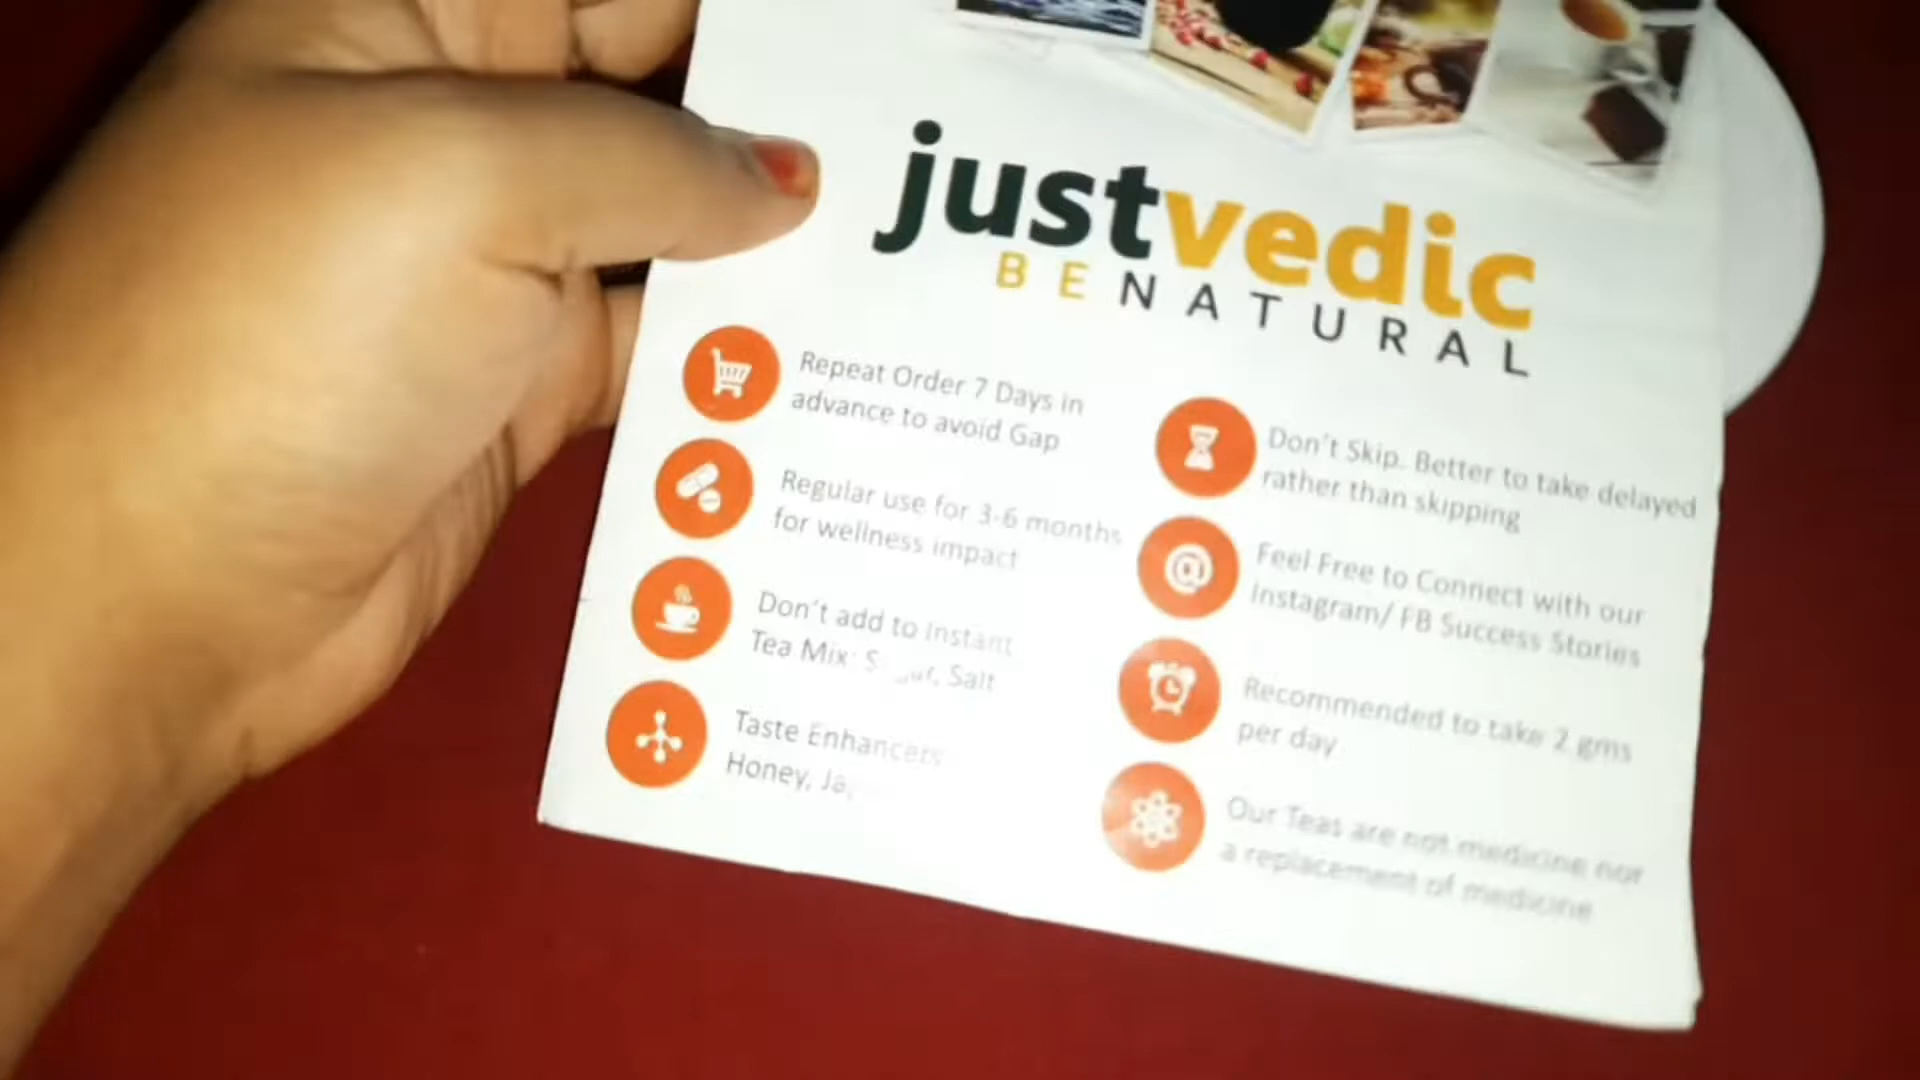 justvedic
BENATURAL
Repeat Order 7 Days in
advance to avoid Gap
Regular use for 3-6 months
for wellness impact
Don't add to Instant
Tea Mix: Salt
Taste Enhancers
Honey,
Don't Skip. Better to take delayed
rather than skipping
Feel Free to Connect with our
Instagram/ FB Success Stories
Recommended to take 2 gms
per day
Our Teas are not medicine nor
a replacement of medicine